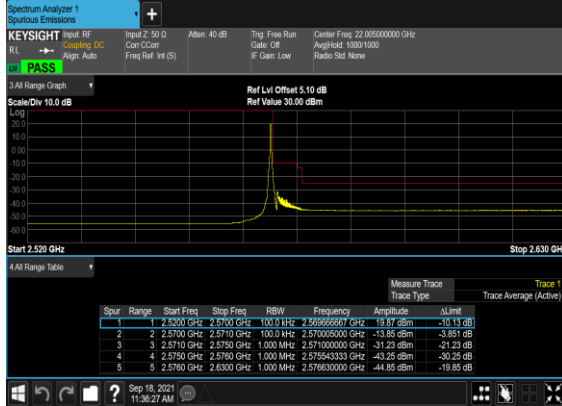 Spectrum Analyzer 1
Spurious Emissions
KEYSIGHT Input: RF Input Z: 50 Ω Atten: 40 dB Trig: Free Run Center Freq: 22.005000000 GHz
RL Coupling: DC Corr CCorr Gate: Off Avg|Hold: 1000/1000
Align: Auto Freq Ref: Int (S) IF Gain: Low Radio Std: None
PASS
3 All Range Graph Ref Lvl Offset 5.10 dB
Scale/Div 10.0 dB Ref Value 30.00 dBm
Log
20.0
10.0
0.00
-10.0
-20.0
-30.0
-40.0
-50.0
-60.0
Start 2.520 GHz Stop 2.630 GH
4 All Range Table
Measure Trace Trace 1
Trace Type Trace Average (Active)
Spur Range Start Freq Stop Freq RBW Frequency Amplitude ΔLimit
1 1 2.5200 GHz 2.5700 GHz 100.0 kHz 2.569666667 GHz 19.87 dBm -10.13 dB
2 2 2.5700 GHz 2.5710 GHz 100.0 kHz 2.570005000 GHz -13.85 dBm -3.851 dB
3 3 2.5710 GHz 2.5750 GHz 1.000 MHz 2.571000000 GHz -31.23 dBm -21.23 dB
4 4 2.5750 GHz 2.5760 GHz 1.000 MHz 2.575543333 GHz -43.25 dBm -30.25 dB
5 5 2.5760 GHz 2.6300 GHz 1.000 MHz 2.576630000 GHz -44.85 dBm -19.85 dB
Sep 18, 2021
11:36:27 AM